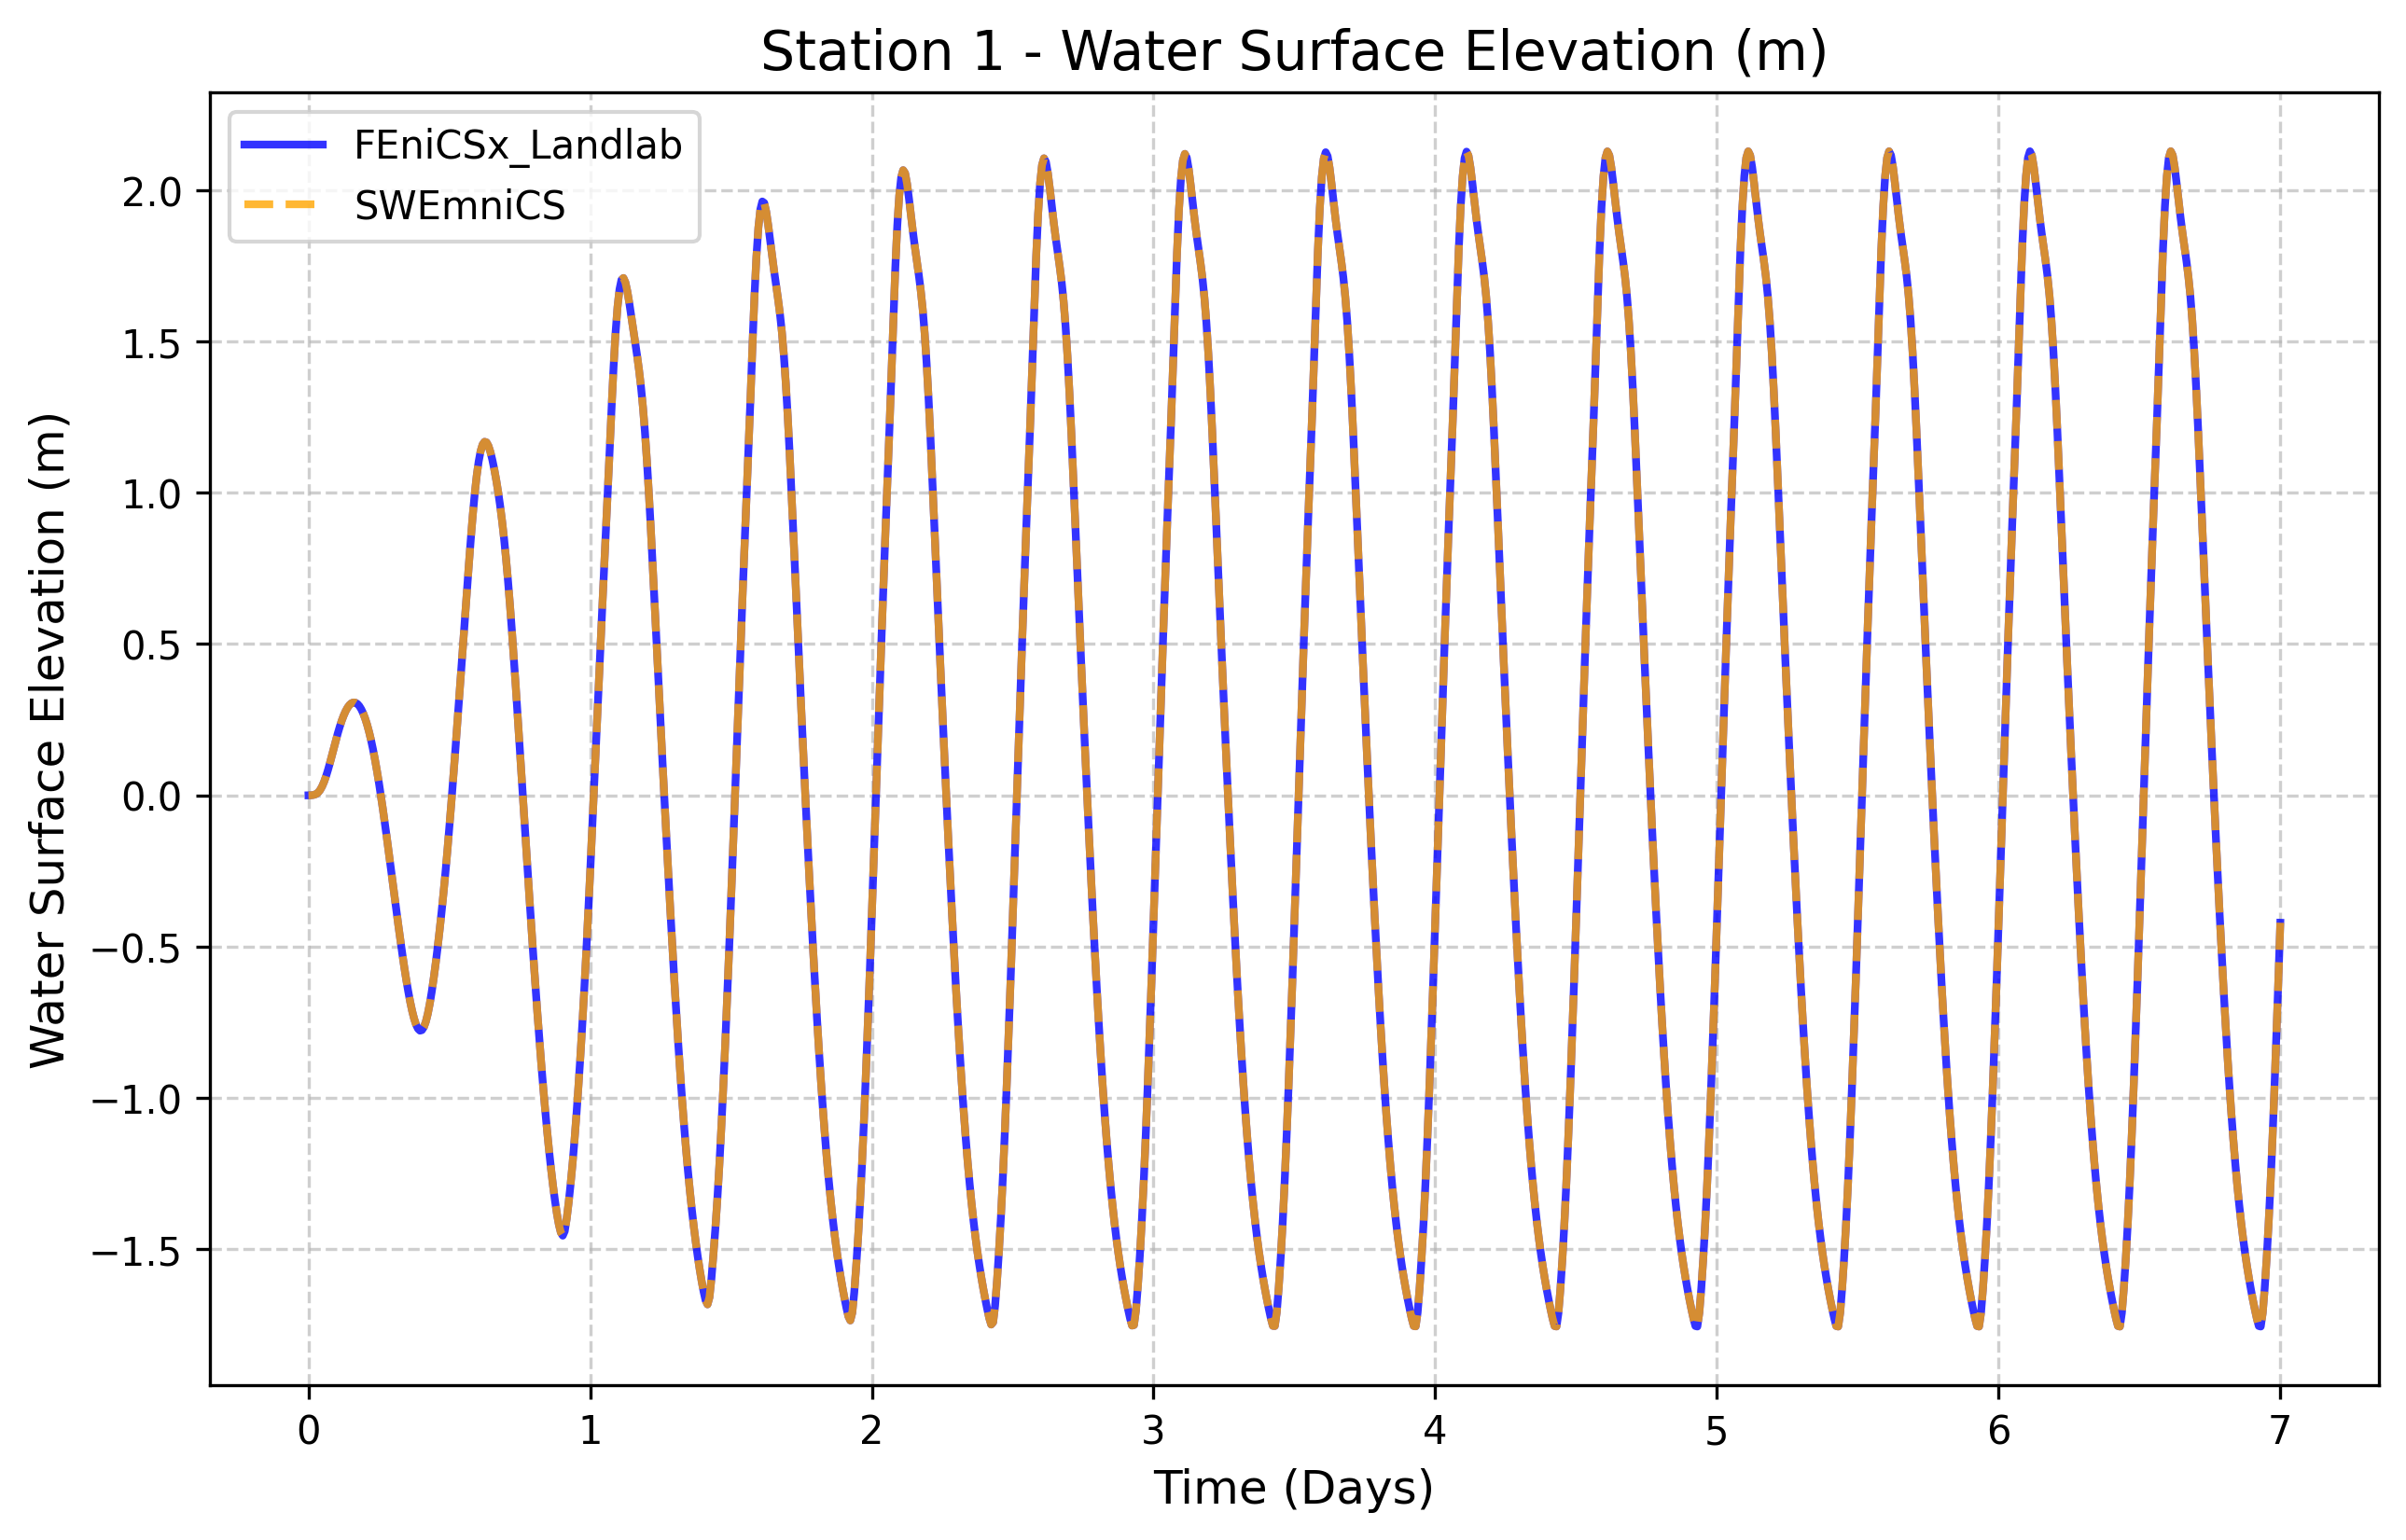 Station 1 - Water Surface Elevation (m)
FEniCSx_Landlab
SWEmniCS
Water Surface Elevation (m)
2.0
1.5
1.0
0.5
0.0
−0.5
−1.0
−1.5
0 1 2 3 4 5 6 7
Time (Days)